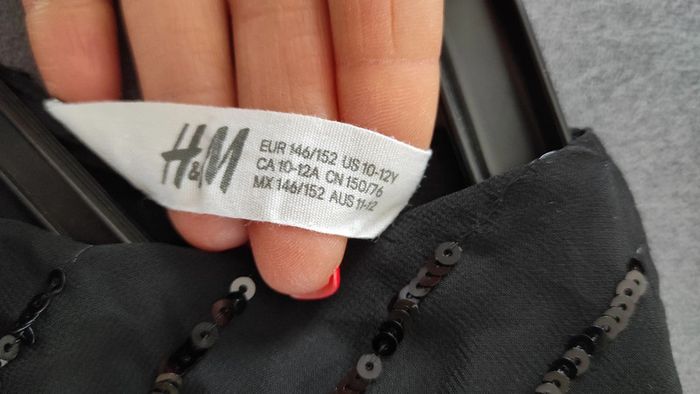 H&M
EUR 146/152 US 10-12Y
CA 10-12A CN 150/76
MX 146/152 AUS 11-12